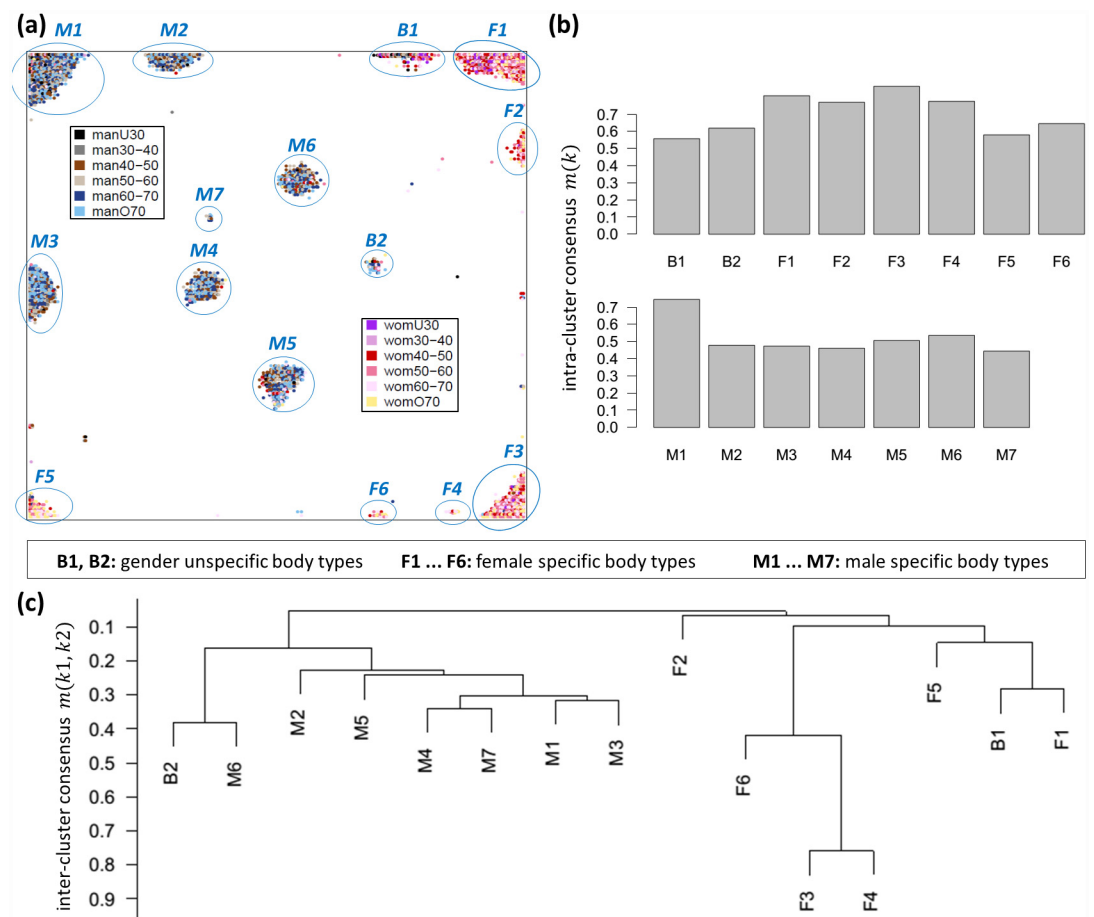 (a)
M1
M2
B1
F1
F2
manU30
man30-40
man40-50
man50-60
man60-70
manO70
M6
M7
M3
M4
B2
M5
womU30
wom30-40
wom40-50
wom50-60
wom60-70
womO70
F5
F6
F4
F3
(b)
intra-cluster consensus m(k)
0.7
0.6
0.5
0.4
0.3
0.2
0.1
0.0
B1 B2 F1 F2 F3 F4 F5 F6
0.7
0.6
0.5
0.4
0.3
0.2
0.1
0.0
M1 M2 M3 M4 M5 M6 M7
B1, B2: gender unspecific body types F1 ... F6: female specific body types M1 ... M7: male specific body types
(c)
inter-cluster consensus m(k1, k2)
0.1
0.2
0.3
0.4
0.5
0.6
0.7
0.8
0.9
B2
M6
M2
M5
M4
M7
M1
M3
F2
F6
F3
F4
F5
B1
F1